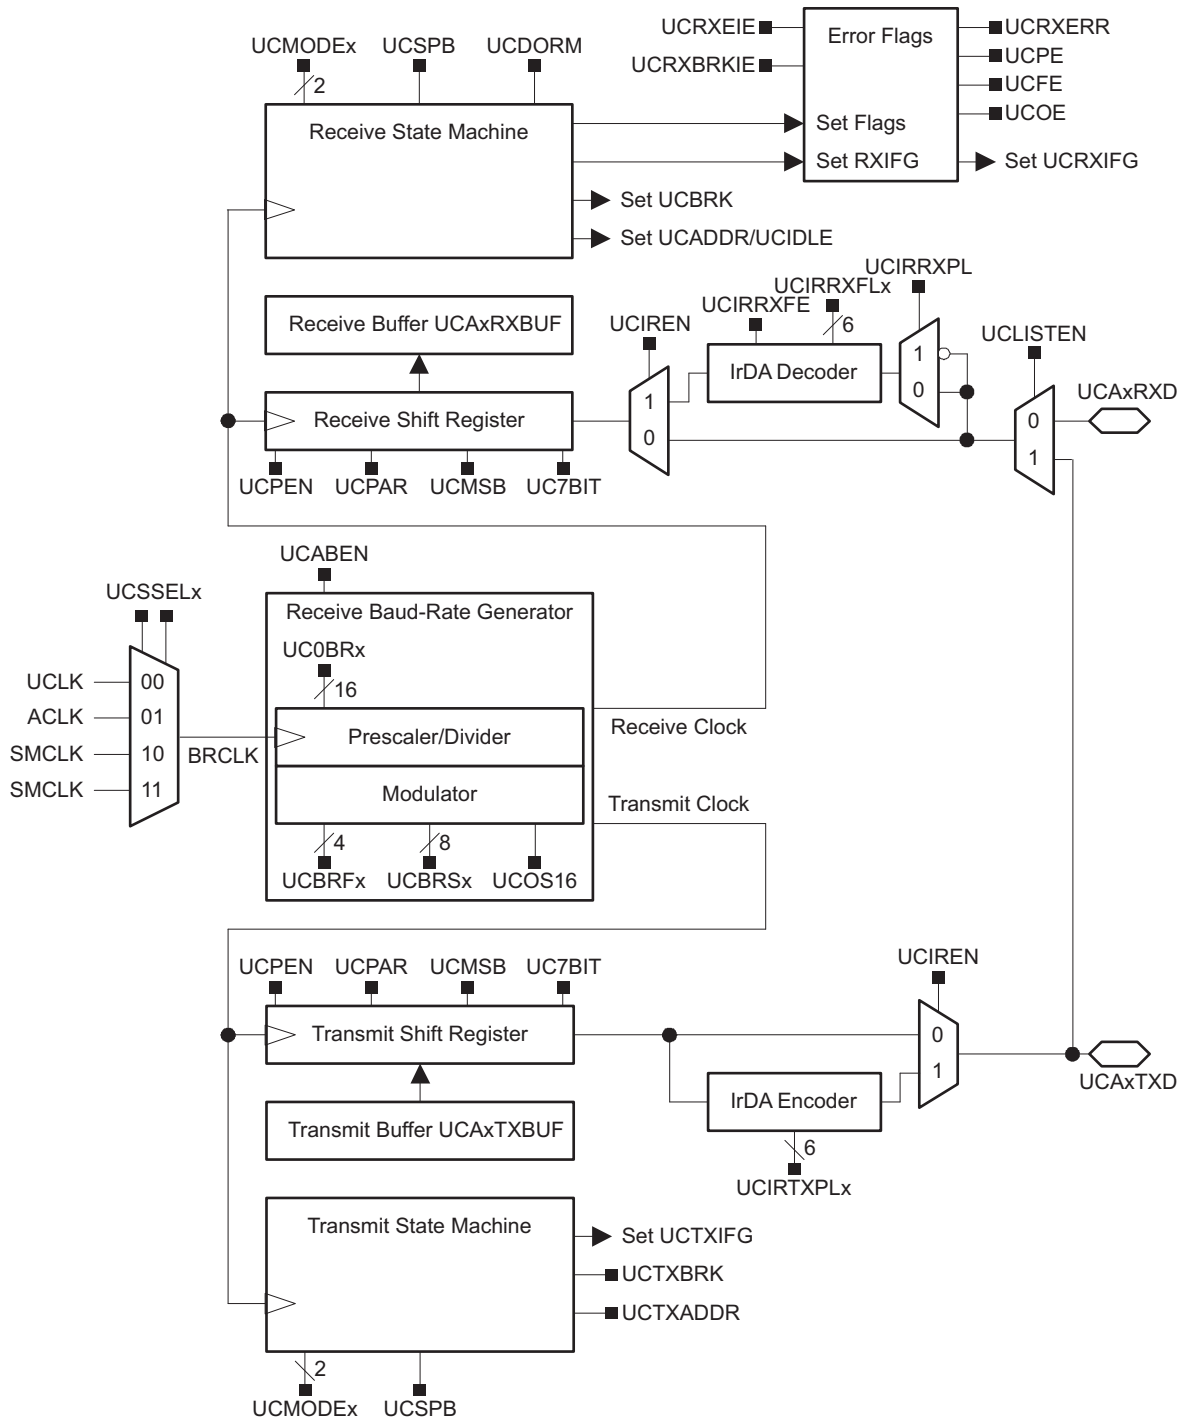 UCRXEIE
Error Flags
UCRXERR
UCMODEx
UCSPB
UCDORM
UCRXBRKIE
UCPE
2
UCFE
UCOE
Receive State Machine
Set Flags
Set RXIFG
Set UCRXIFG
Set UCBRK
Set UCADDR/UCIDLE
UCIRRXPL
UCIRRXFLx
UCIRRXFE
Receive Buffer UCAxRXBUF
UCIREN
6
UCLISTEN
IrDA Decoder
1
0
UCAxRXD
Receive Shift Register
1
0
0
1
UCPEN
UCPAR
UCMSB
UC7BIT
UCABEN
UCSSELx
Receive Baud-Rate Generator
UC0BRx
UCLK
00
16
ACLK
01
Receive Clock
SMCLK
10
BRCLK
Prescaler/Divider
SMCLK
11
Modulator
Transmit Clock
4
8
UCBRFx
UCBRSx
UCOS16
UCPEN
UCPAR
UCMSB
UC7BIT
UCIREN
Transmit Shift Register
0
1
IrDA Encoder
UCAxTXD
Transmit Buffer UCAxTXBUF
6
UCIRTXPLx
Transmit State Machine
Set UCTXIFG
UCTXBRK
UCTXADDR
2
UCMODEx
UCSPB